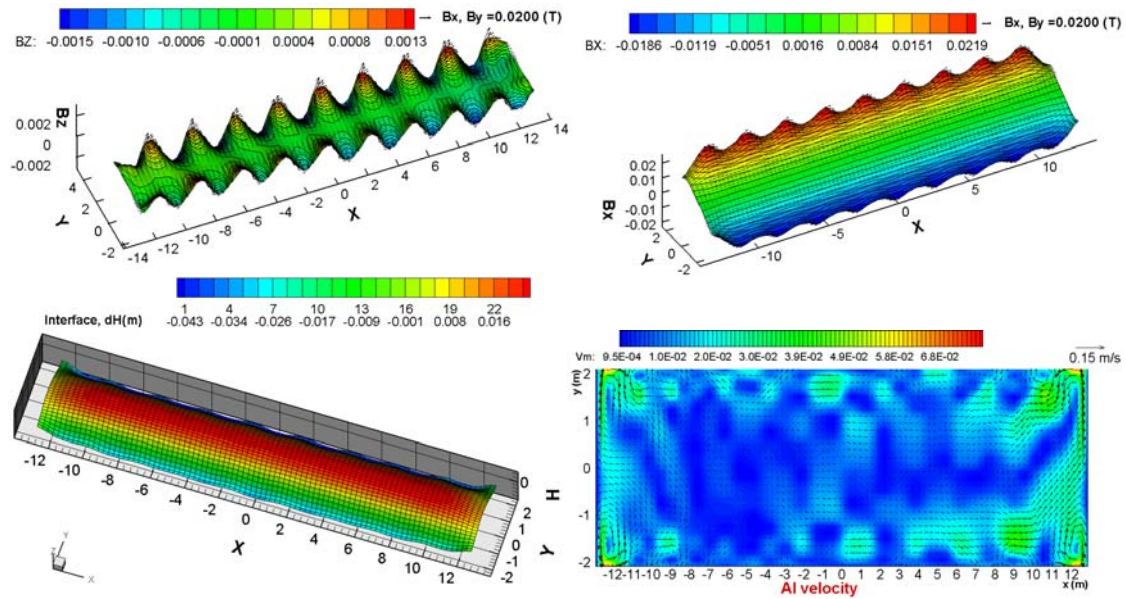 Bx, By =0.0200 (T)
BZ: -0.0015 -0.0010 -0.0006 -0.0001 0.0004 0.0008 0.0013
Bz
0.002
0
-0.002
Y
4
2
0
-2
X
-14 -12 -10 -8 -6 -4 -2 0 2 4 6 8 10 12 14
Bx, By =0.0200 (T)
BX: -0.0186 -0.0119 -0.0051 0.0016 0.0084 0.0151 0.0219
Bx
0.02
0.01
0
-0.01
-0.02
Y
2
0
-2
X
-10 -5 0 5 10
1 4 7 10 13 16 19 22
Interface, dH(m) -0.043 -0.034 -0.026 -0.017 -0.009 -0.001 0.008 0.016
-12 -10 -8 -6 -4 -2 0 2 4 6 8 10 12
X
H
0
Y
2
1
0
-1
-2
Z Y X
Vm: 9.5E-04 1.0E-02 2.0E-02 3.0E-02 3.9E-02 4.9E-02 5.8E-02 6.8E-02
0.15 m/s
y (m)
2
1
0
-1
-2
-12 -11 -10 -9 -8 -7 -6 -5 -4 -3 -2 -1 0 1 2 3 4 5 6 7 8 9 10 11 12
x (m)
Al velocity